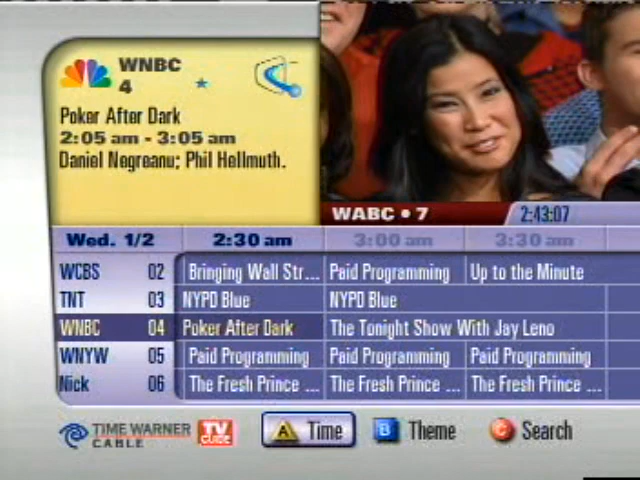 WNBC
4
Poker After Dark
2:05 am - 3:05 am
Daniel Negreanu; Phil Hellmuth.
WABC • 7 2:43:07
Wed. 1/2 2:30 am 3:00 am 3:30 am
WCBS 02 Bringing Wall Str... Paid Programming Up to the Minute
TNT 03 NYPD Blue NYPD Blue
WNBC 04 Poker After Dark The Tonight Show With Jay Leno
WNYW 05 Paid Programming Paid Programming Paid Programming
Nick 06 The Fresh Prince ... The Fresh Prince ... The Fresh Prince ...
TIME WARNER CABLE TV GUIDE A Time B Theme C Search